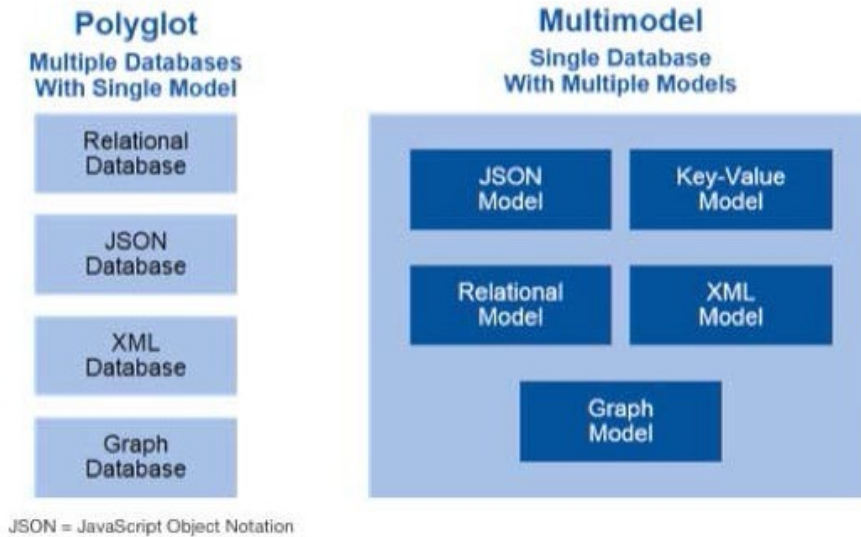 Polyglot
Multiple Databases
With Single Model
Relational
Database
JSON
Database
XML
Database
Graph
Database
Multimodel
Single Database
With Multiple Models
JSON
Model
Key-Value
Model
Relational
Model
XML
Model
Graph
Model
JSON = JavaScript Object Notation